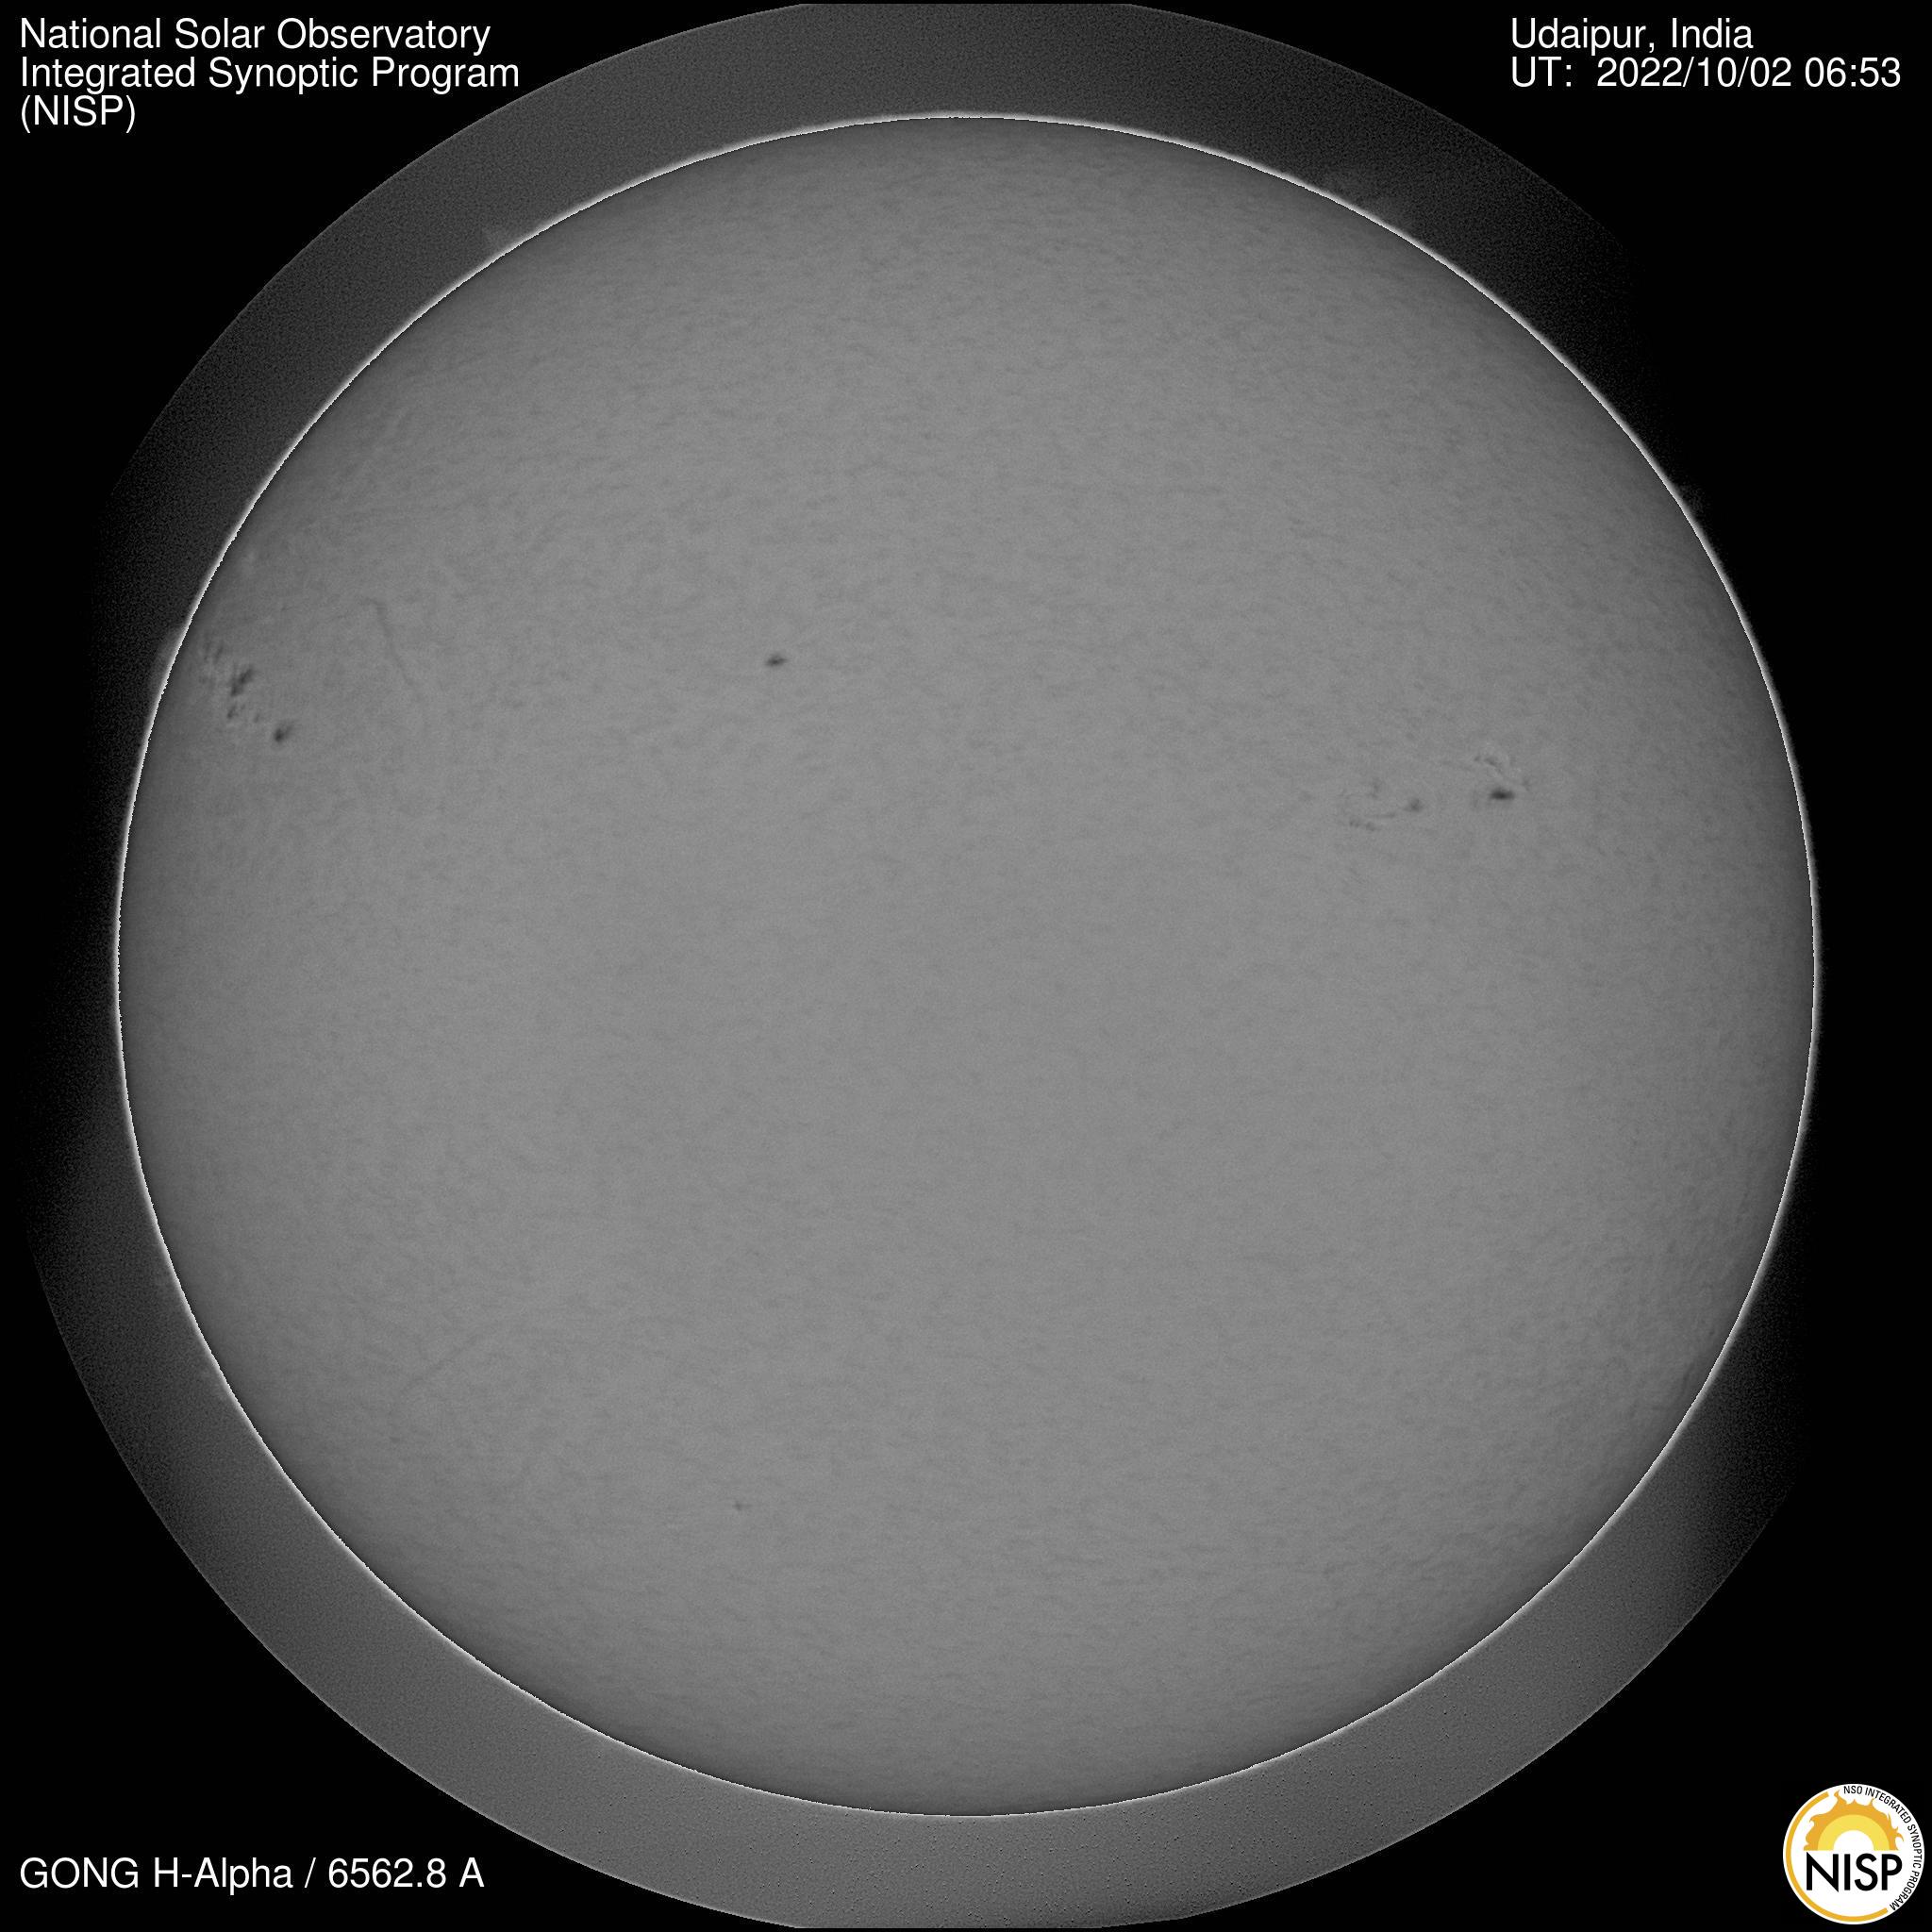 National Solar Observatory
Integrated Synoptic Program
(NISP)
Udaipur, India
UT: 2022/10/02 06:53
GONG H-Alpha / 6562.8 A
NSO INTEGRATED SYNOPTIC PROGRAM
NISP